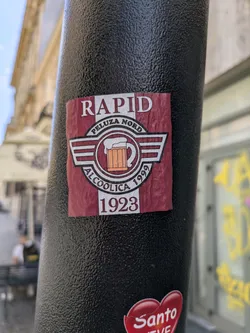 RAPID
PELUZA NORD
ALCOOLICA 1999
1923
Santo